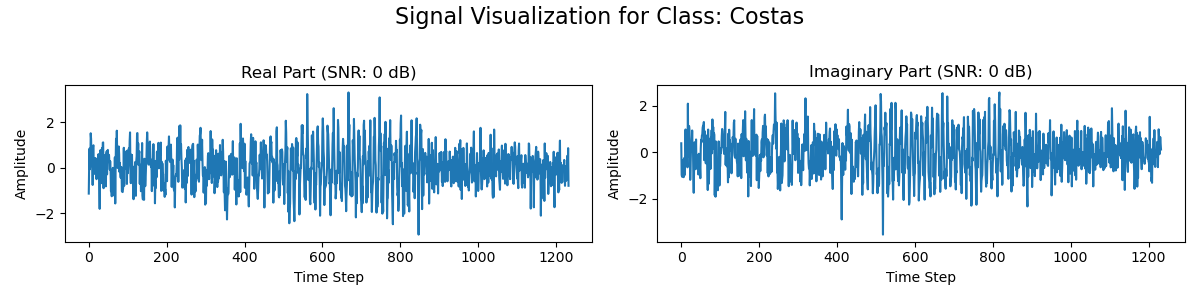 Signal Visualization for Class: Costas
Real Part (SNR: 0 dB)
Amplitude
2
0
−2
0
200
400
600
800
1000
1200
Time Step
Imaginary Part (SNR: 0 dB)
Amplitude
2
0
−2
0
200
400
600
800
1000
1200
Time Step